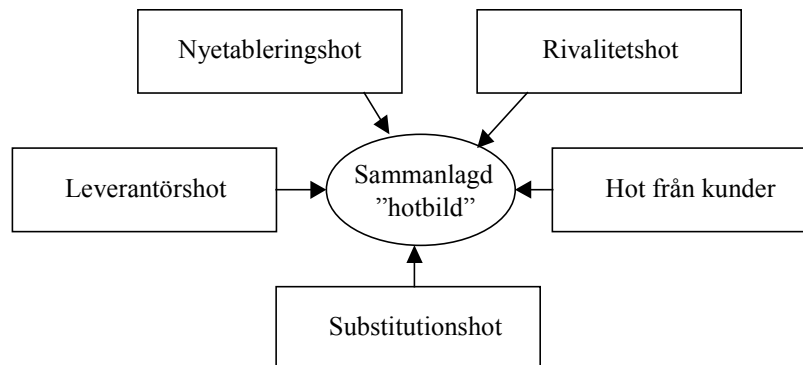 Nyetableringshot
Rivalitetshot
Leverantörshot
Sammanlagd
”hotbild”
Hot från kunder
Substitutionshot